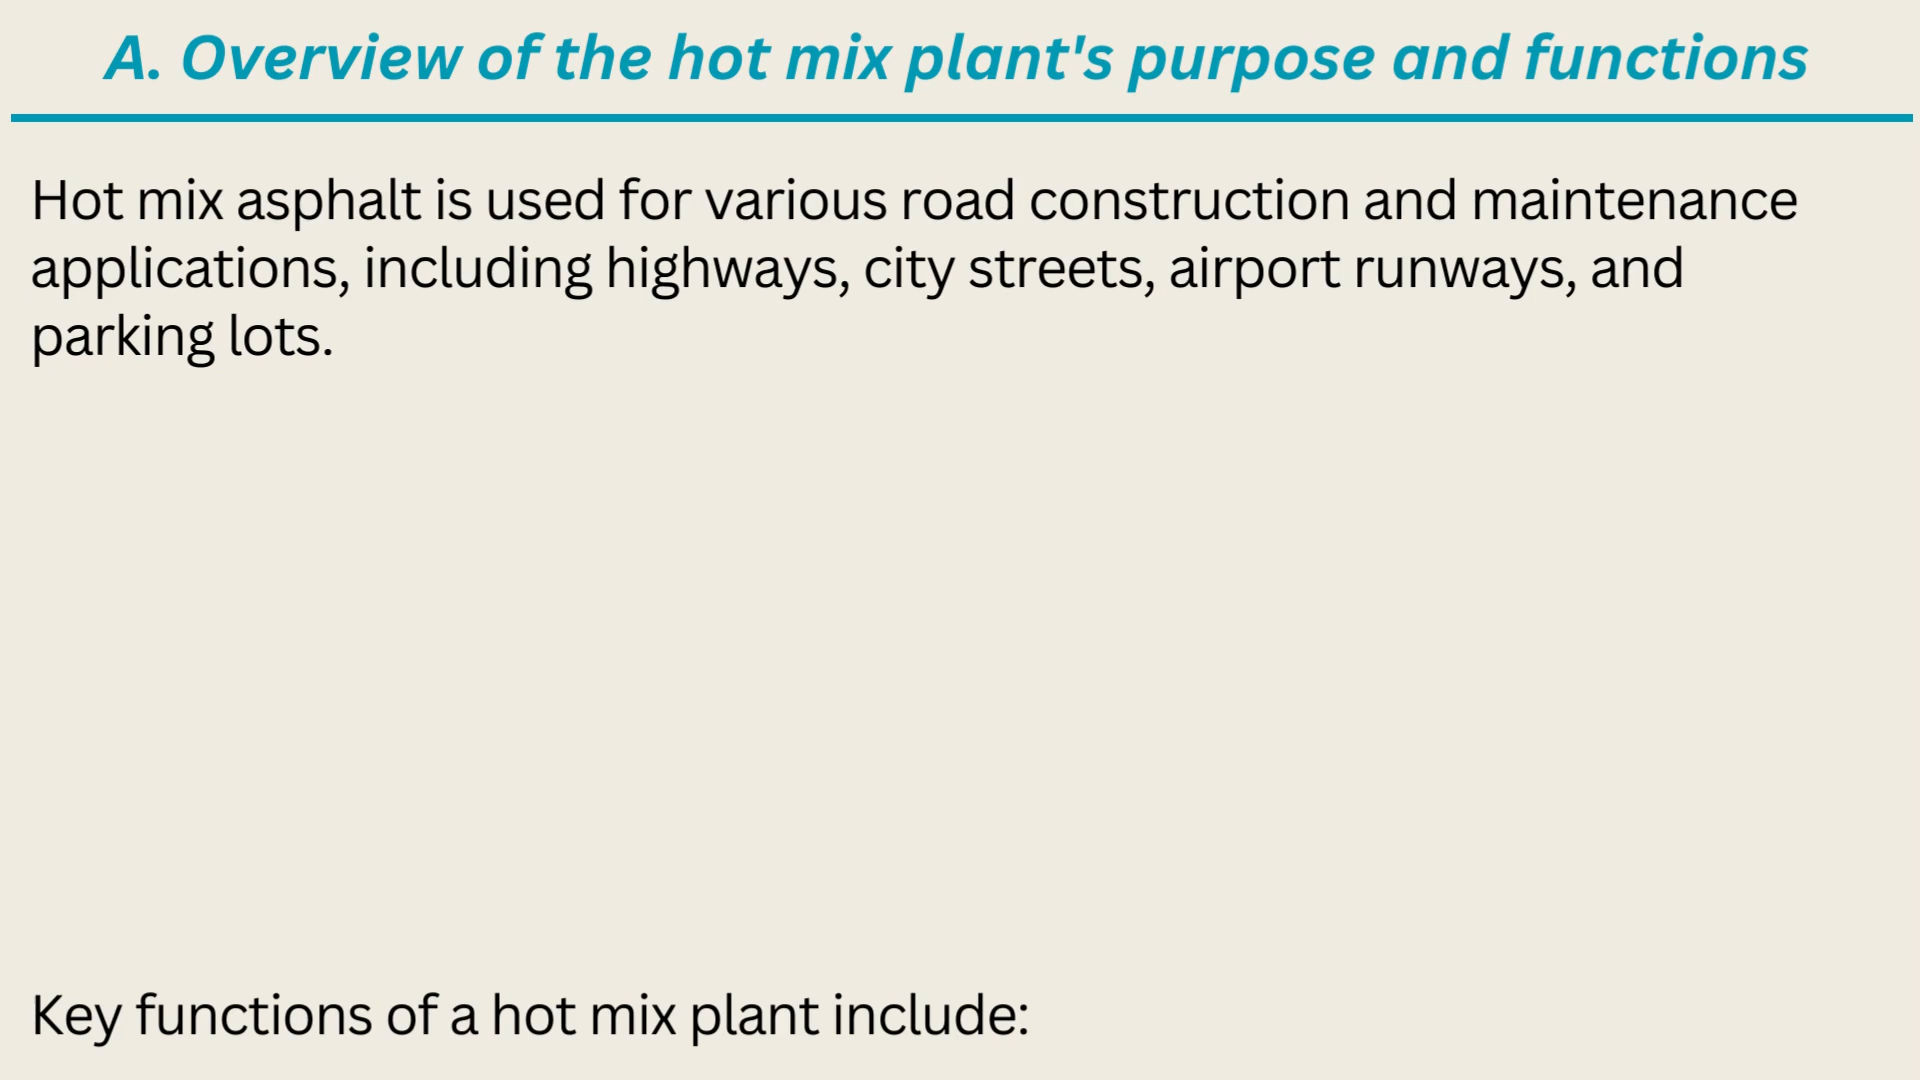 A. Overview of the hot mix plant's purpose and functions
Hot mix asphalt is used for various road construction and maintenance
applications, including highways, city streets, airport runways, and
parking lots.
Key functions of a hot mix plant include: